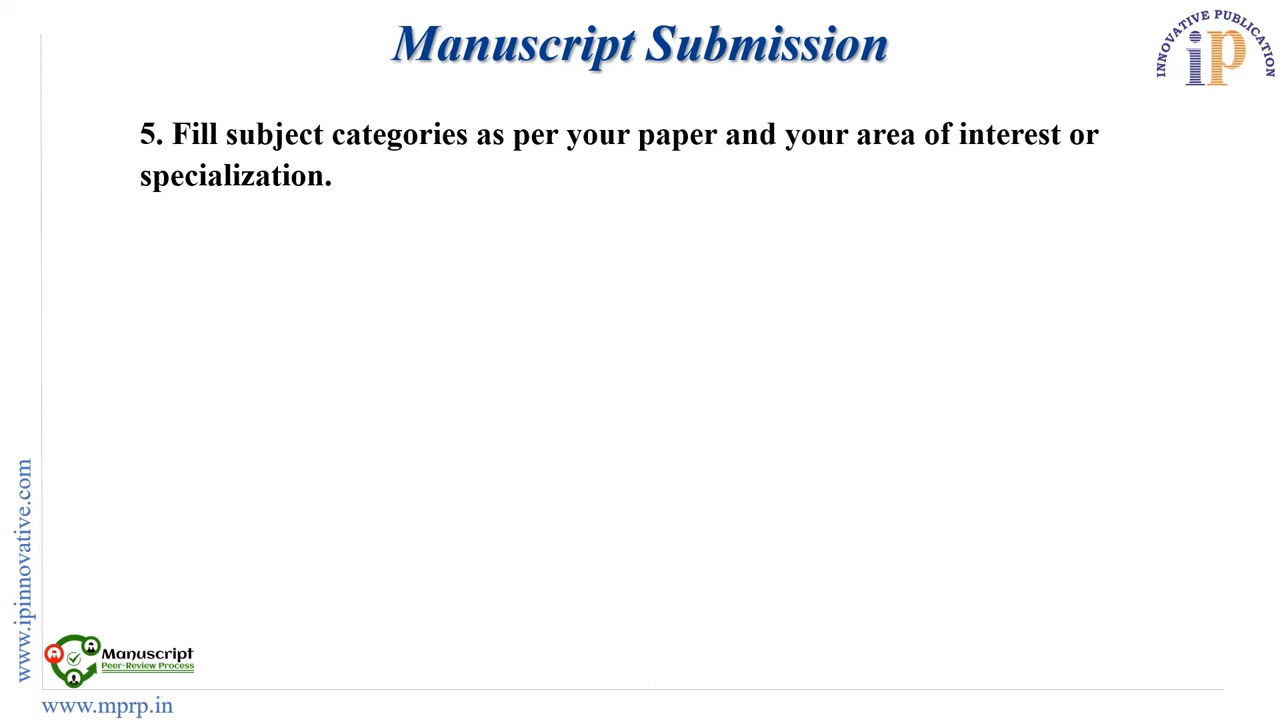 Manuscript Submission
INNOVATIVE PUBLICATION
ip
5. Fill subject categories as per your paper and your area of interest or
specialization.
www.ipinnovative.com
Manuscript
Peer-Review Process
www.mprp.in